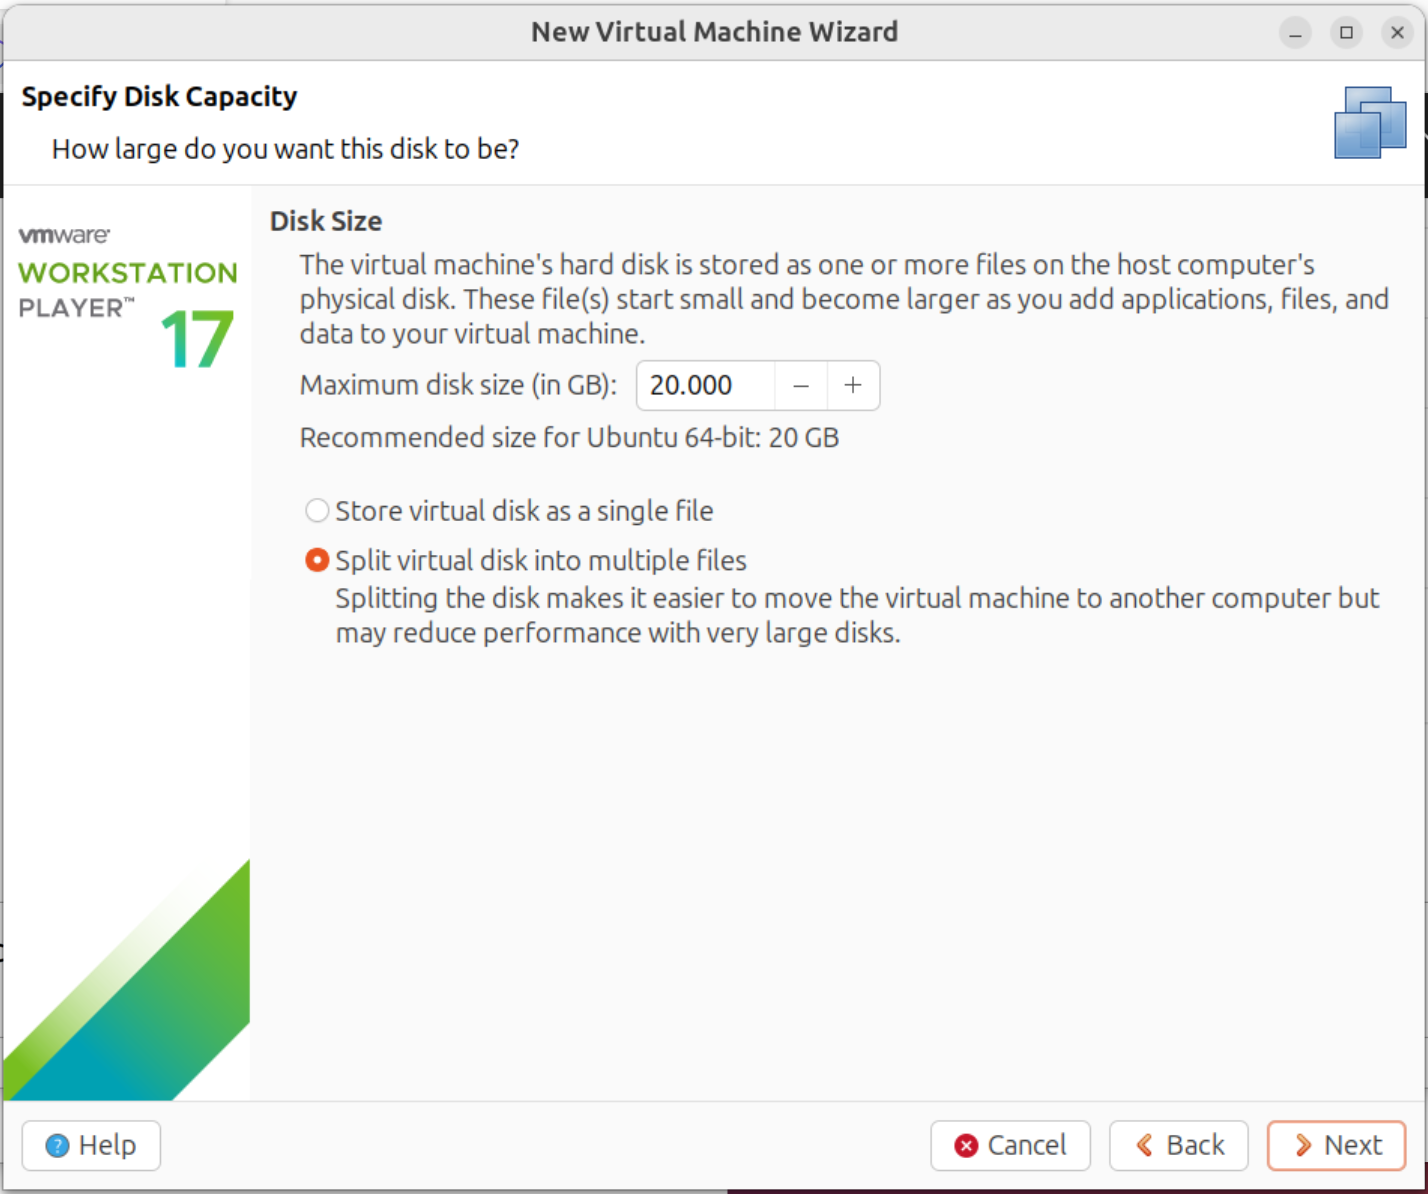 New Virtual Machine Wizard
Specify Disk Capacity
How large do you want this disk to be?
vmware
WORKSTATION
PLAYER™
17
Disk Size
The virtual machine's hard disk is stored as one or more files on the host computer's
physical disk. These file(s) start small and become larger as you add applications, files, and
data to your virtual machine.
Maximum disk size (in GB): 20.000 − +
Recommended size for Ubuntu 64-bit: 20 GB
Store virtual disk as a single file
Split virtual disk into multiple files
Splitting the disk makes it easier to move the virtual machine to another computer but
may reduce performance with very large disks.
Help Cancel Back Next